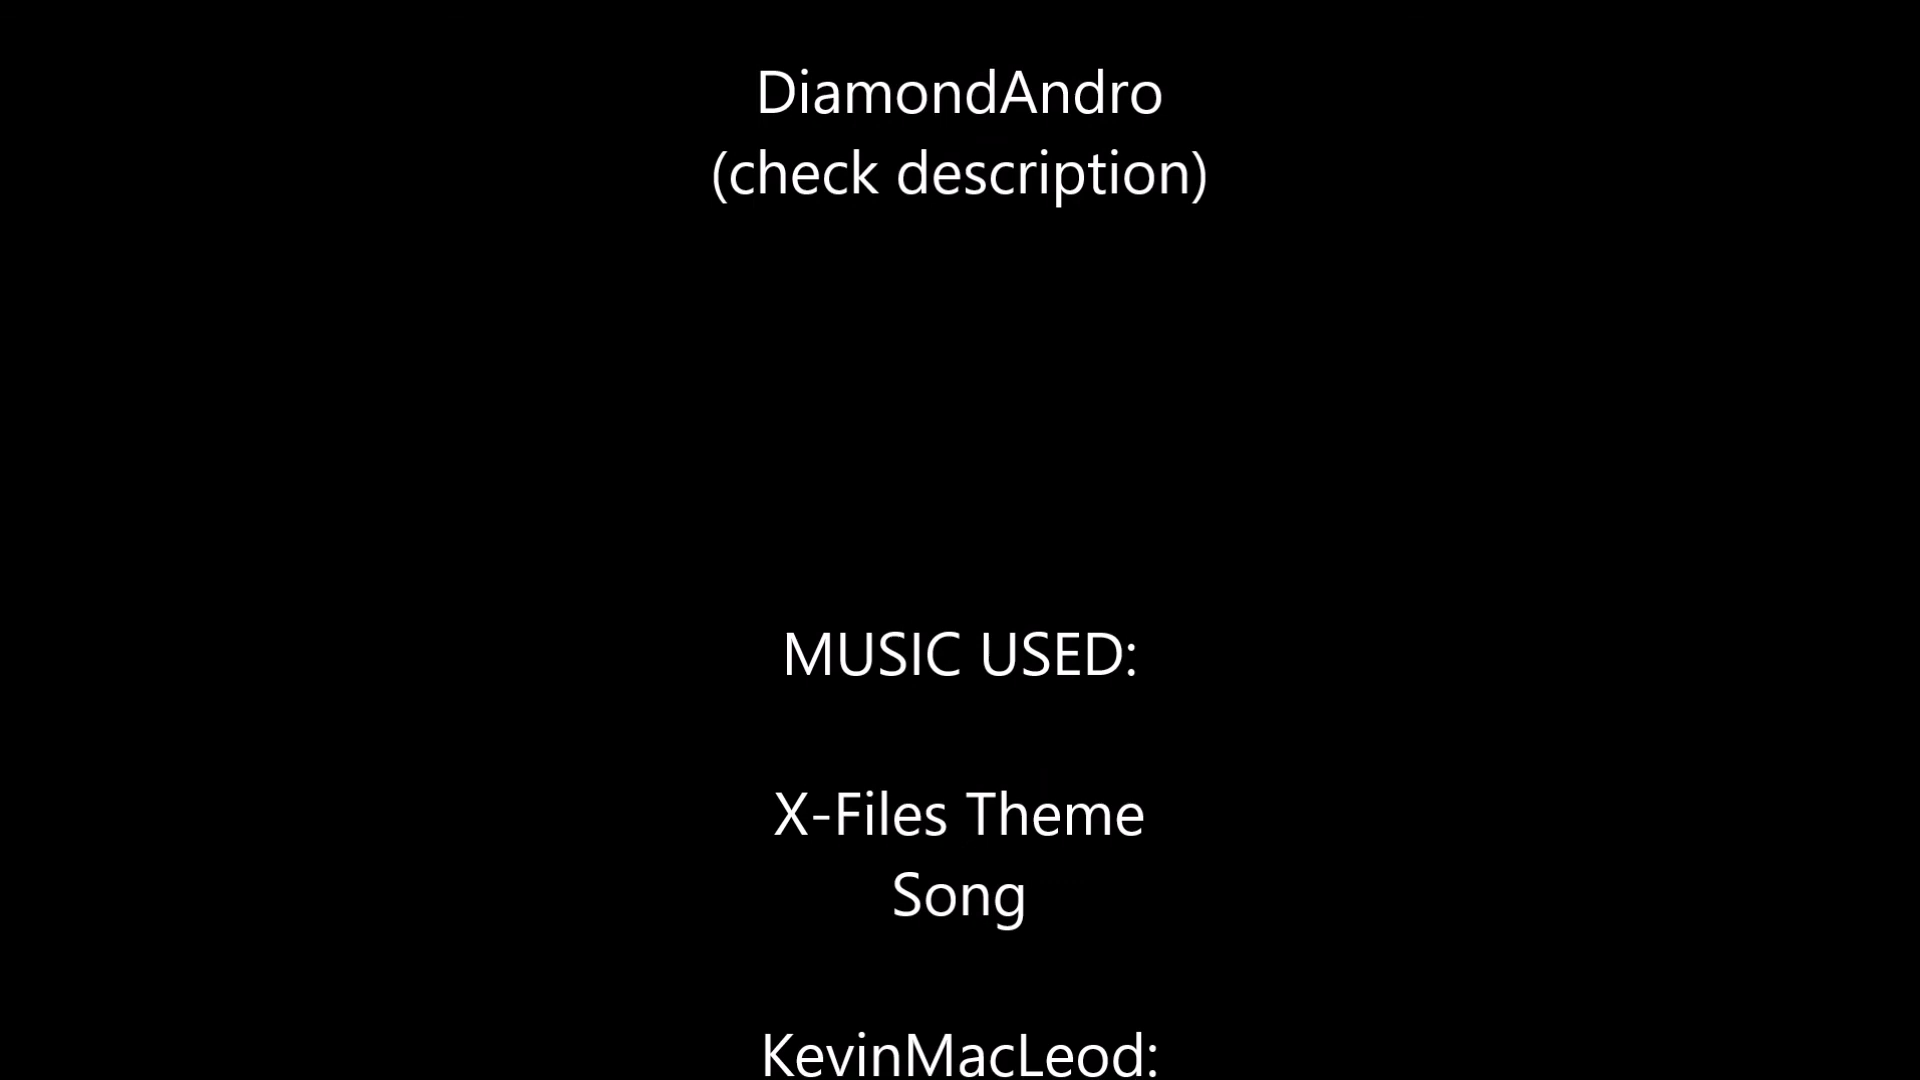 DiamondAndro
(check description)
MUSIC USED:
X-Files Theme
Song
KevinMacLeod: